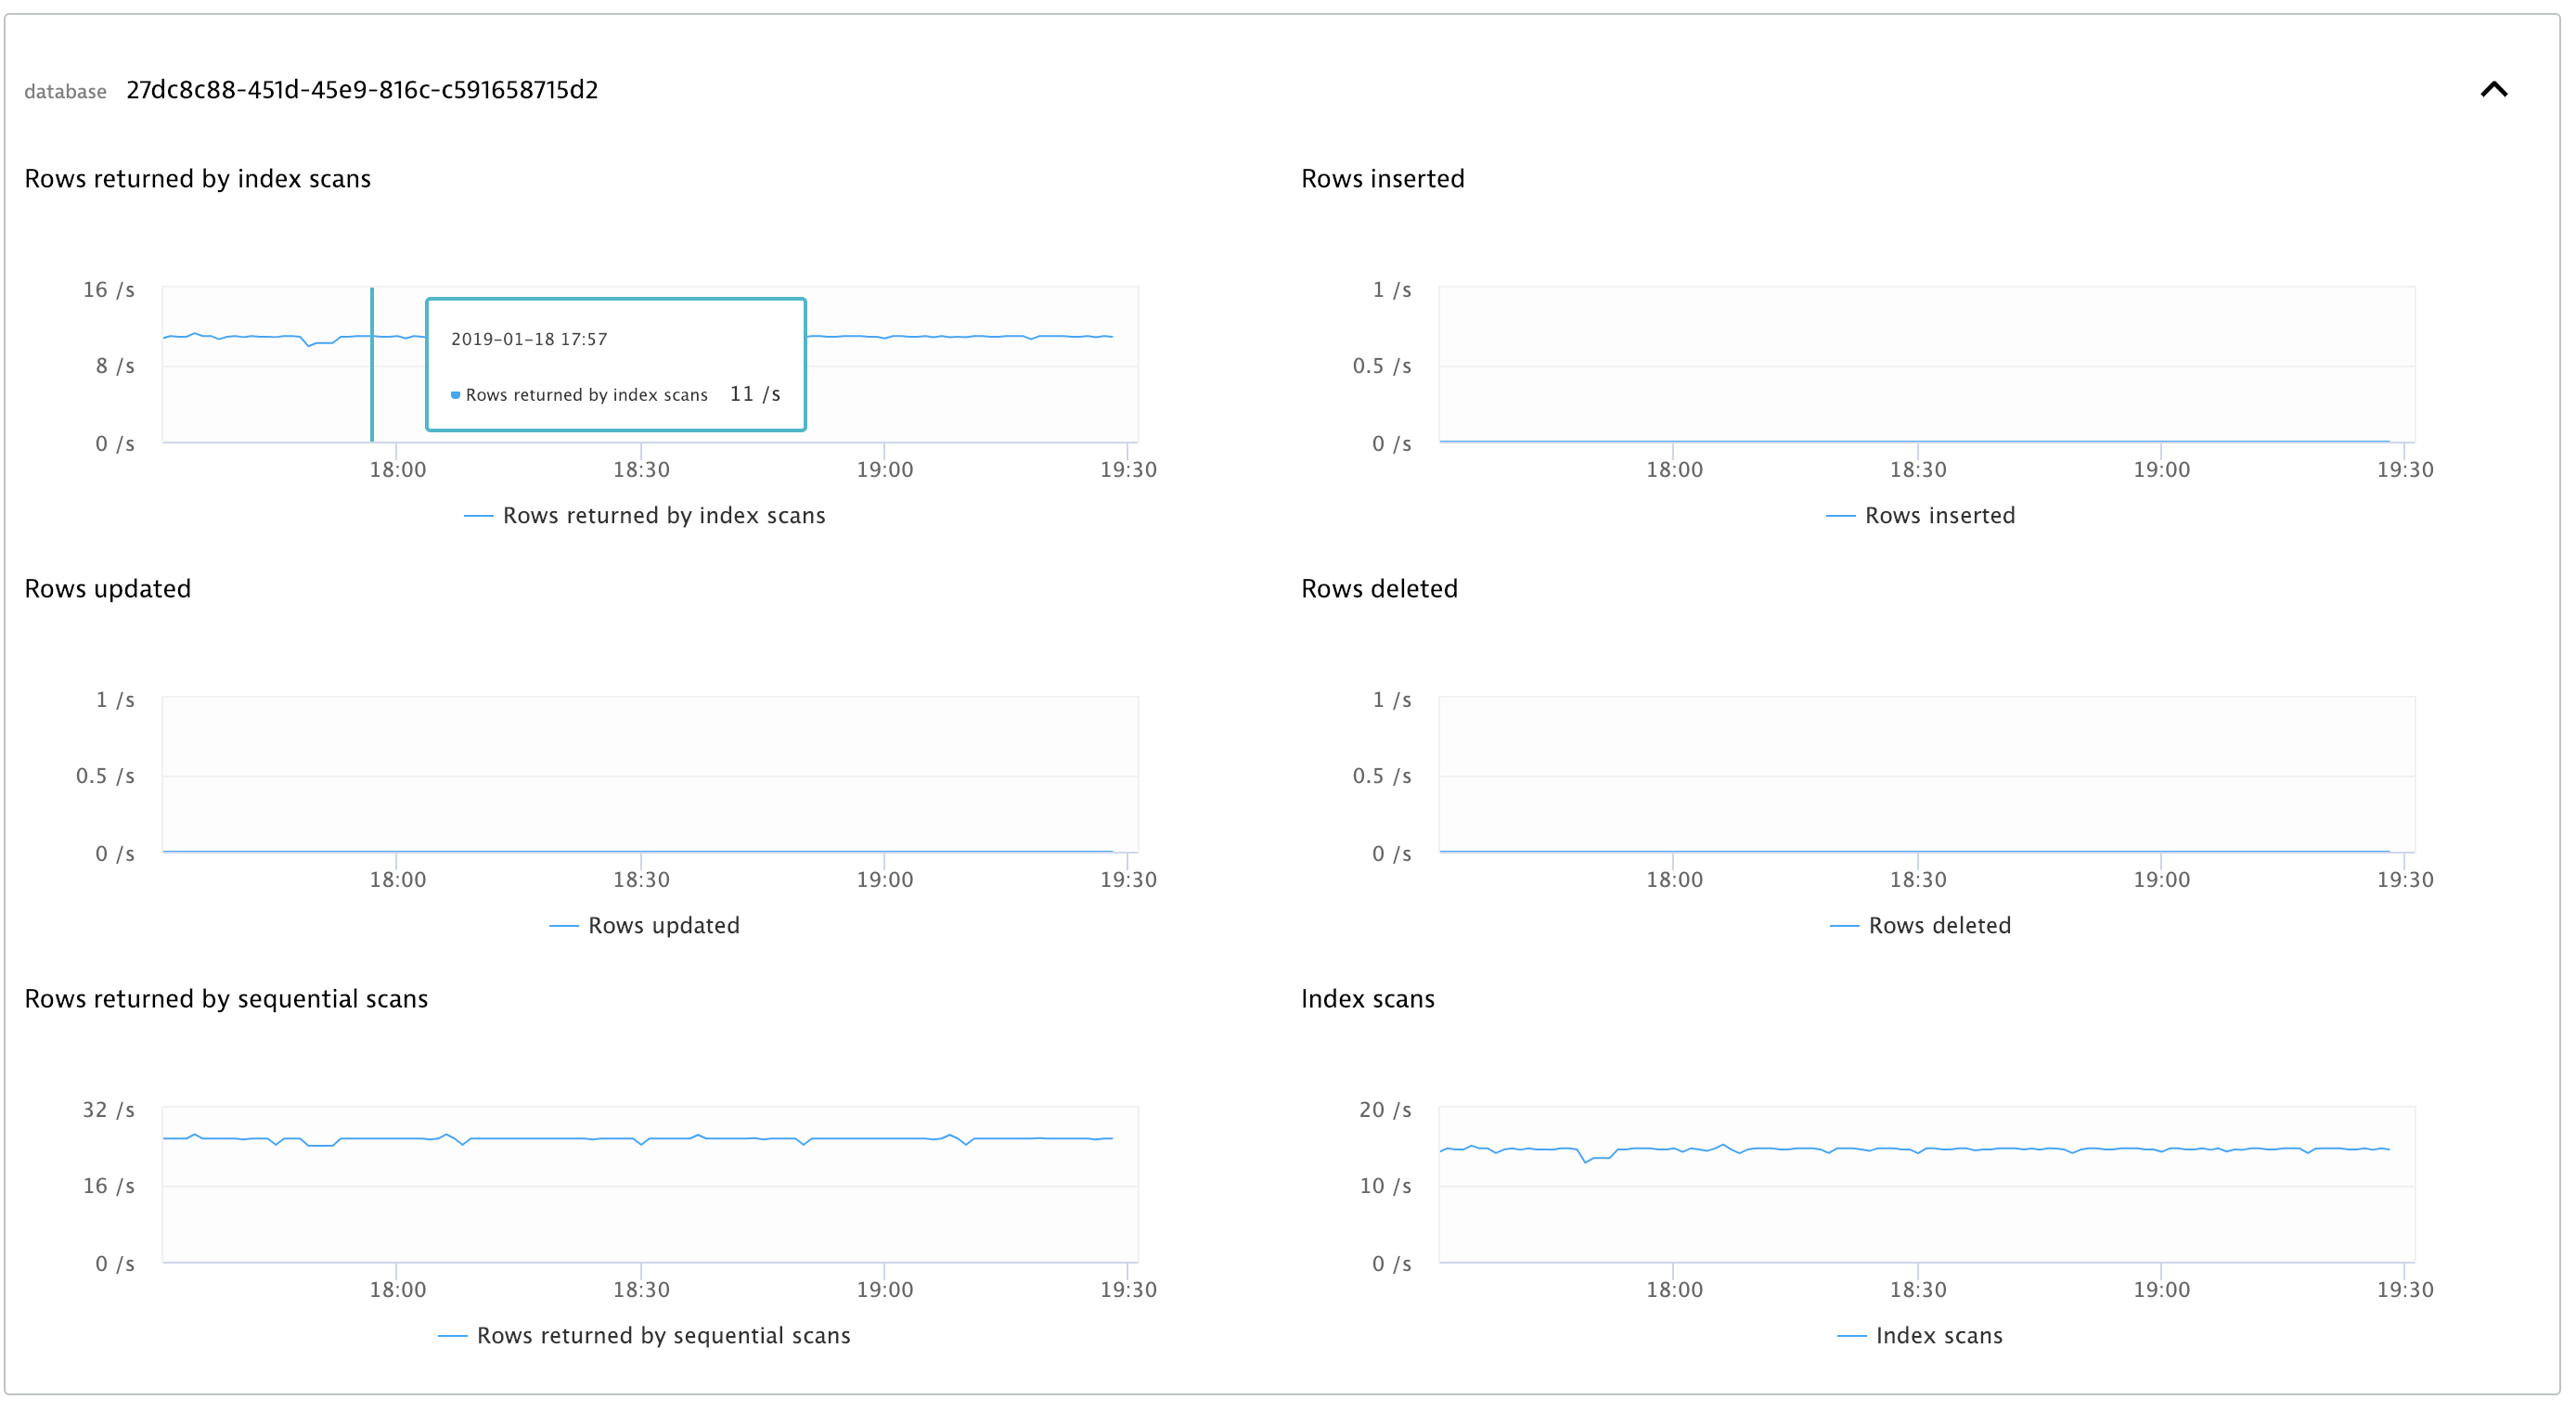 database 27dc8c88-451d-45e9-816c-c591658715d2
Rows returned by index scans
16 /s
8 /s
0 /s
2019-01-18 17:57
Rows returned by index scans 11 /s
18:00 18:30 19:00 19:30
Rows returned by index scans
Rows inserted
1 /s
0.5 /s
0 /s
18:00 18:30 19:00 19:30
Rows inserted
Rows updated
1 /s
0.5 /s
0 /s
18:00 18:30 19:00 19:30
Rows updated
Rows deleted
1 /s
0.5 /s
0 /s
18:00 18:30 19:00 19:30
Rows deleted
Rows returned by sequential scans
32 /s
16 /s
0 /s
18:00 18:30 19:00 19:30
Rows returned by sequential scans
Index scans
20 /s
10 /s
0 /s
18:00 18:30 19:00 19:30
Index scans